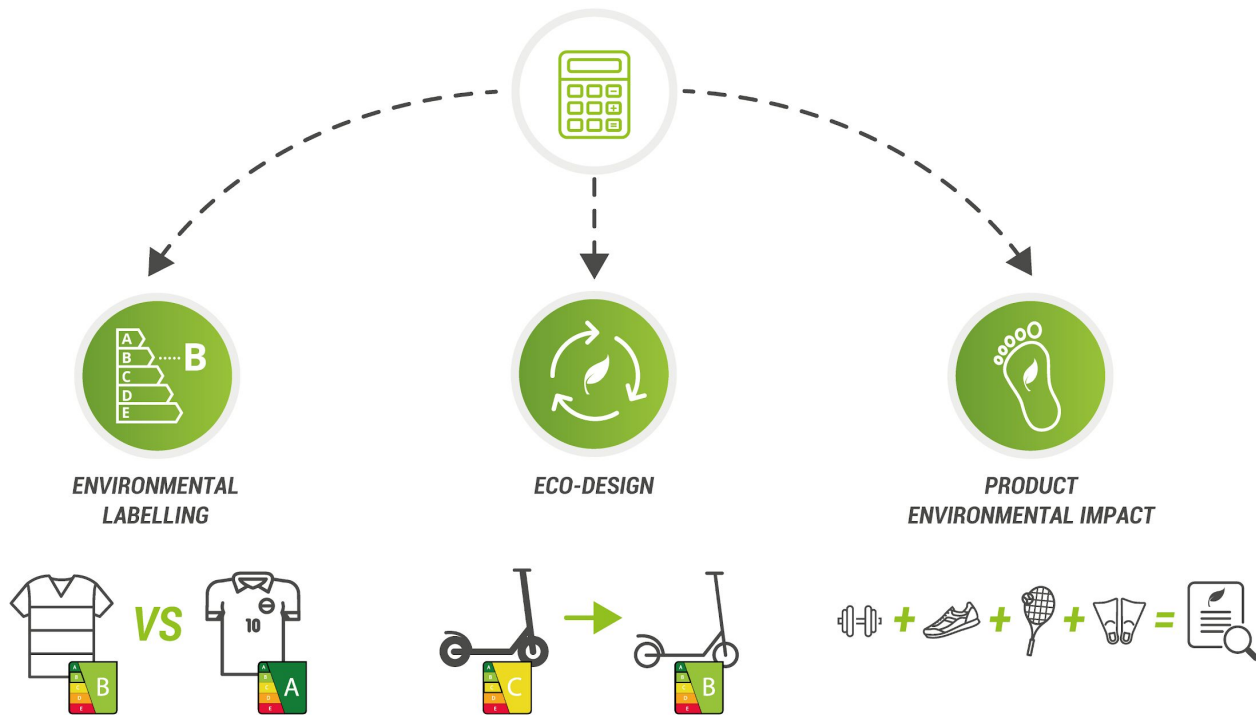 A
B
C
D
E
B
ENVIRONMENTAL
LABELLING
ECO-DESIGN
PRODUCT
ENVIRONMENTAL IMPACT
VS
10
A
B
C
D
E
B
A
B
C
D
E
A
A
B
C
D
E
C
A
B
C
D
E
B
+ + + =